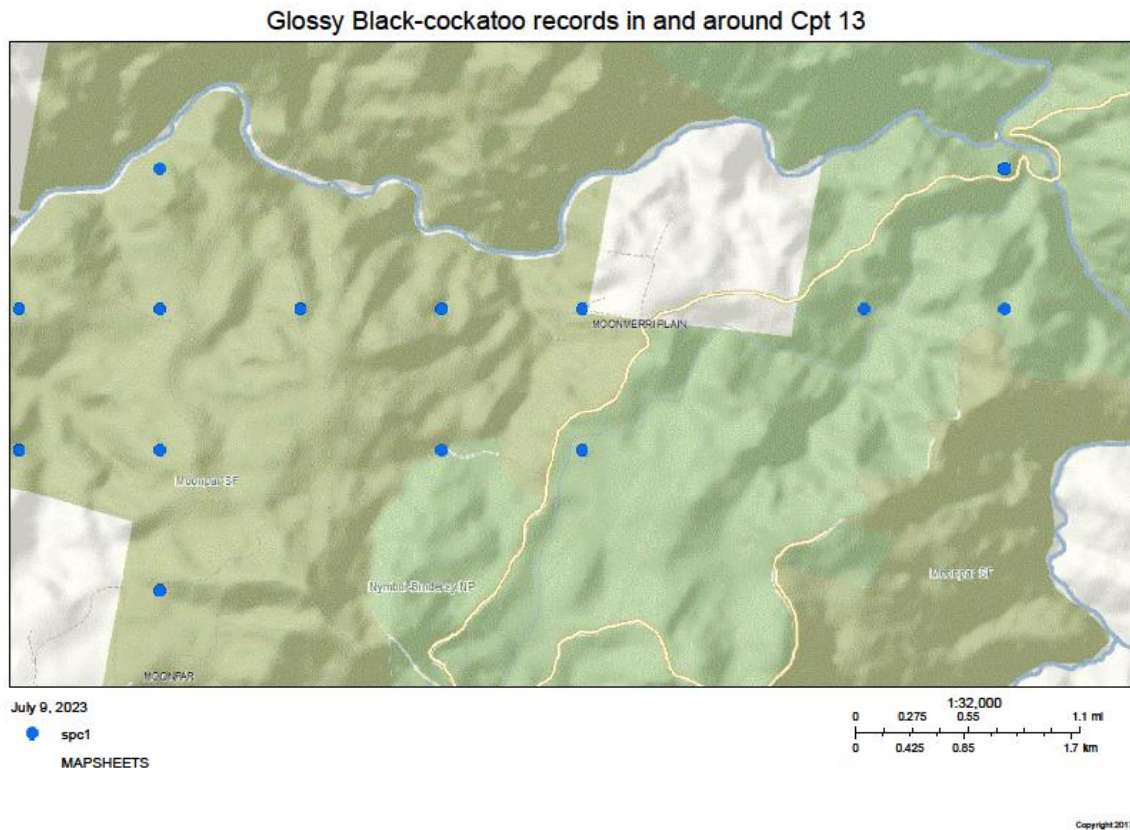 Glossy Black-cockatoo records in and around Cpt 13
MOONMERRI PLAIN
Moonpar SF
Nymboi-Binderay NP
Moonpar SF
MOONPAR
July 9, 2023
spc1
MAPSHEETS
1:32,000
0 0.275 0.55 1.1 mi
0 0.425 0.85 1.7 km
Copyright 2017